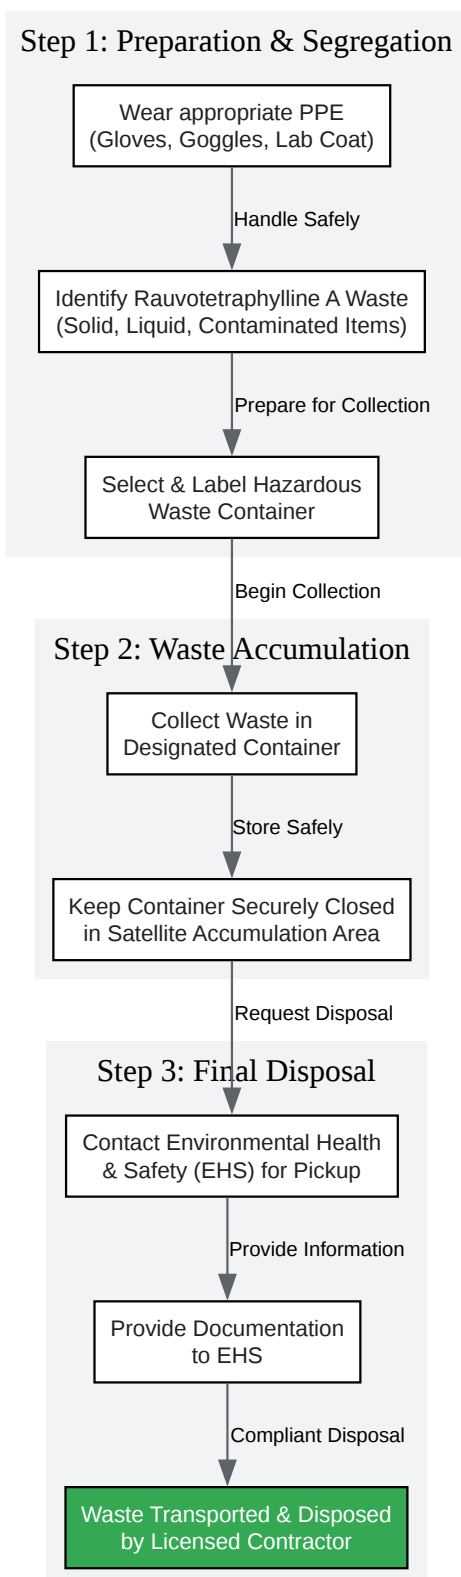 Step 1: Preparation & Segregation
Wear appropriate PPE
(Gloves, Goggles, Lab Coat)
Handle Safely
Identify Rauvotetraphylline A Waste
(Solid, Liquid, Contaminated Items)
Prepare for Collection
Select & Label Hazardous
Waste Container
Begin Collection
Step 2: Waste Accumulation
Collect Waste in
Designated Container
Store Safely
Keep Container Securely Closed
in Satellite Accumulation Area
Request Disposal
Step 3: Final Disposal
Contact Environmental Health
& Safety (EHS) for Pickup
Provide Information
Provide Documentation
to EHS
Compliant Disposal
Waste Transported & Disposed
by Licensed Contractor